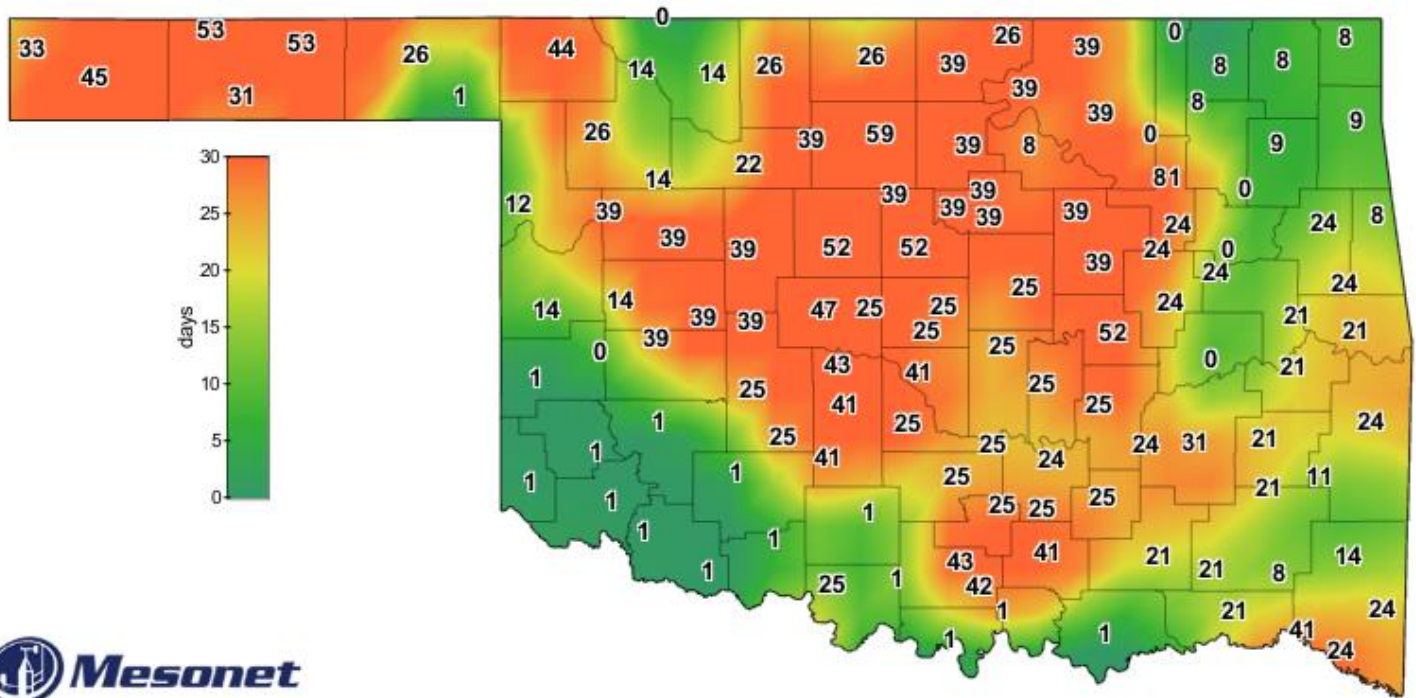 0
33 53 53 26 44 26 39 0 8
45 14 14 26 26 39 8 8
31 1 39 8
26 39 59 39 8 39 0 9 9
30 14 22 81
25 12 39 39 39 39 39 39 24 0 24 8
20 39 39 52 52 39 24 0
days 15 14 14 25 24 24
10 39 39 39 47 25 25 25 52 24 21 21
5 0 43 41 25 25 0 21
0 1 25 41 25 25 24
1 25 25 24 31 21
1 1 41 24 11
1 1 25 25 21
1 1 25 25
1 1 43 41 21 21 8 14
1 25 1 42 21 24
1 1 1 41 24
Mesonet